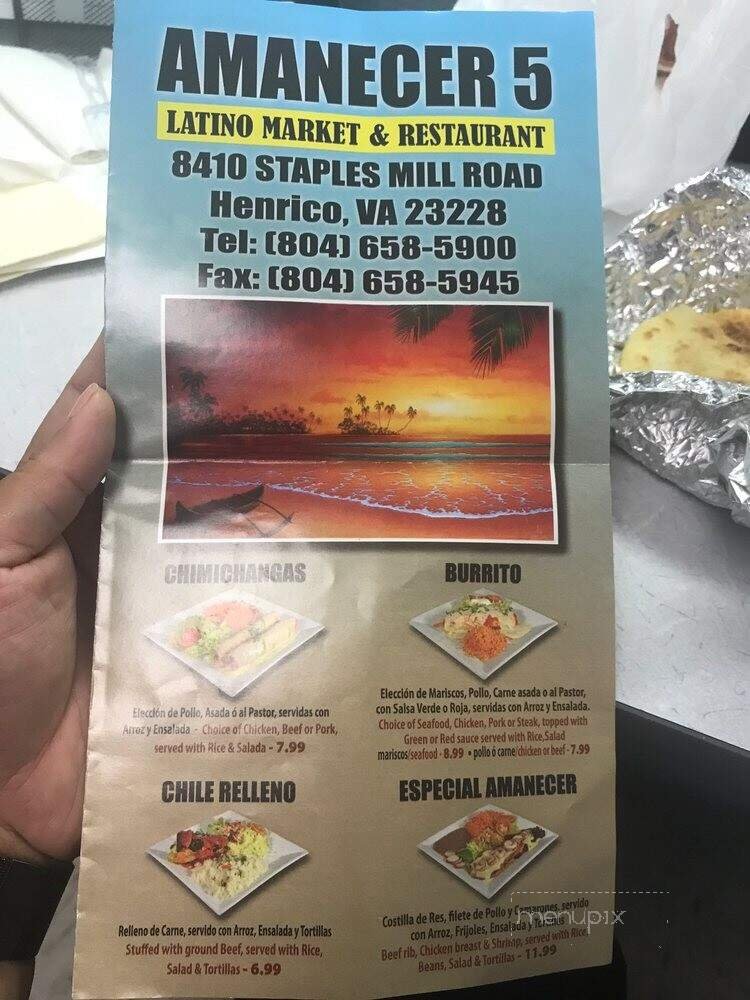 AMANECER 5
LATINO MARKET & RESTAURANT
8410 STAPLES MILL ROAD
Henrico, VA 23228
Tel: (804) 658-5900
Fax: (804) 658-5945
CHIMICHANGAS
Elección de Pollo, Asada ó al Pastor, servidas con
Arroz y Ensalada - Choice of Chicken, Beef or Pork,
served with Rice & Salada - 7.99
BURRITO
Elección de Mariscos, Pollo, Carne asada o al Pastor,
con Salsa Verde o Roja, servidas con Arroz y Ensalada.
Choice of Seafood, Chicken, Pork or Steak, topped with
Green or Red sauce served with Rice,Salad
mariscos/seafood - 8.99 • pollo ó carne/chicken or beef - 7.99
CHILE RELLENO
Relleno de Carne, servido con Arroz, Ensalada y Tortillas
Stuffed with ground Beef, served with Rice,
Salad & Tortillas - 6.99
ESPECIAL AMANECER
Costilla de Res, filete de Pollo y Camarones, servido
con Arroz, Frijoles, Ensalada y Tortillas
Beef rib, Chicken breast & Shrimp, served with Rice,
Beans, Salad & Tortillas - 11.99
menupix